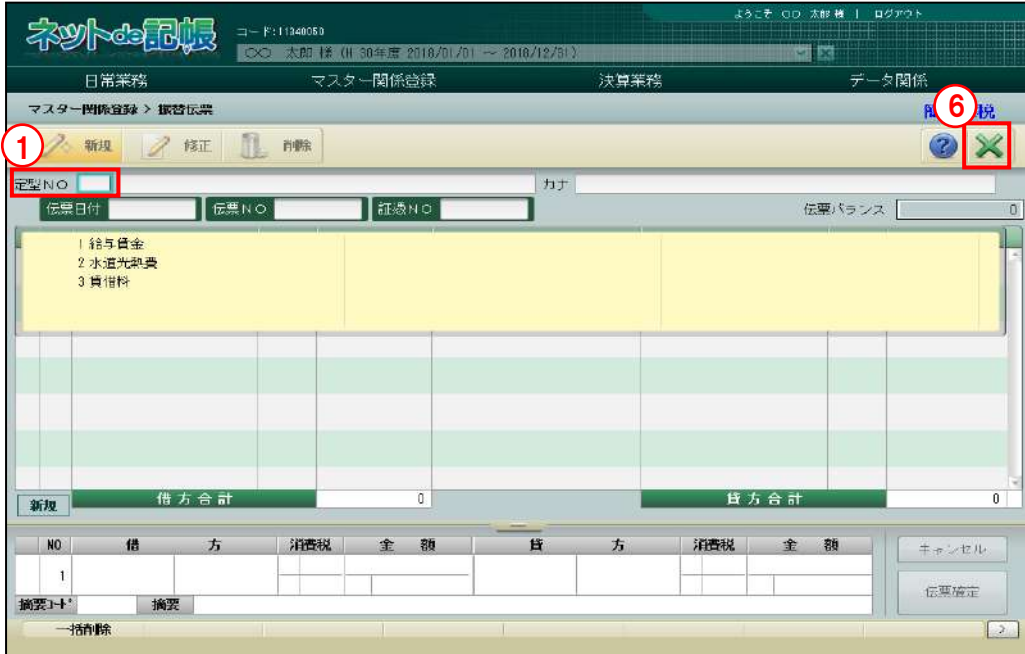 ようこそ 〇〇 太郎 様 | ログアウト
ネットde記帳 コード:11340050
〇〇 太郎 様 (H 30年度 2018/01/01 ～ 2018/12/31)
日常業務 マスター関係登録 決算業務 データ関係
マスター関係登録 > 振替伝票 税
① 新規 修正 削除 ? ⑥
定型NO カナ
伝票日付 伝票NO 証憑NO 伝票バランス 0
1 給与賃金
2 水道光熱費
3 賃借料
新規 借方合計 0 貸方合計 0
NO 借 方 消費税 金 額 貸 方 消費税 金 額 キャンセル
1
伝票確定
摘要コード 摘要
一括削除 >